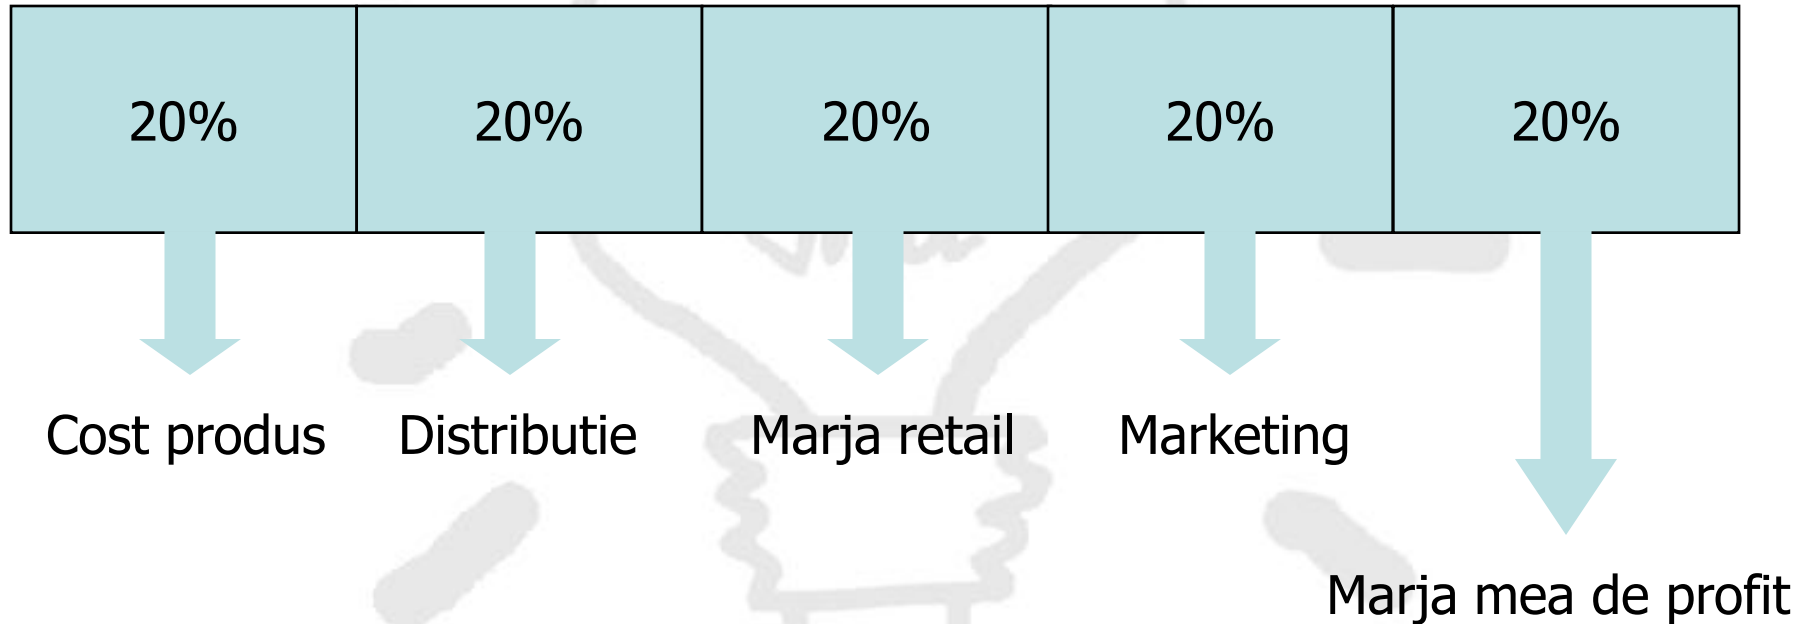 20% 20% 20% 20% 20%
Cost produs Distributie Marja retail Marketing
Marja mea de profit